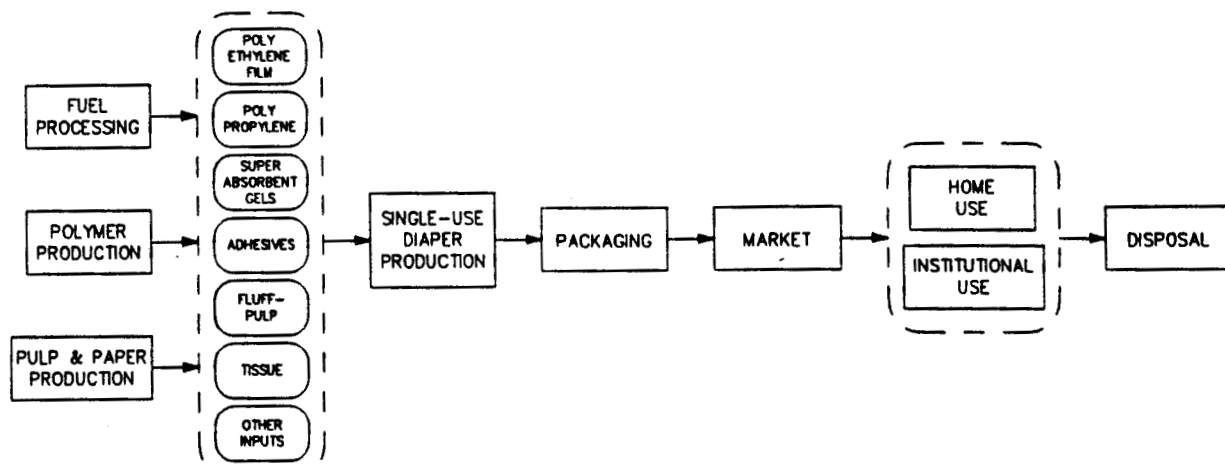 FUEL
PROCESSING
POLYMER
PRODUCTION
PULP & PAPER
PRODUCTION
POLY
ETHYLENE
FILM
POLY
PROPYLENE
SUPER
ABSORBENT
GELS
ADHESIVES
FLUFF-
PULP
TISSUE
OTHER
INPUTS
SINGLE-USE
DIAPER
PRODUCTION
PACKAGING
MARKET
HOME
USE
INSTITUTIONAL
USE
DISPOSAL